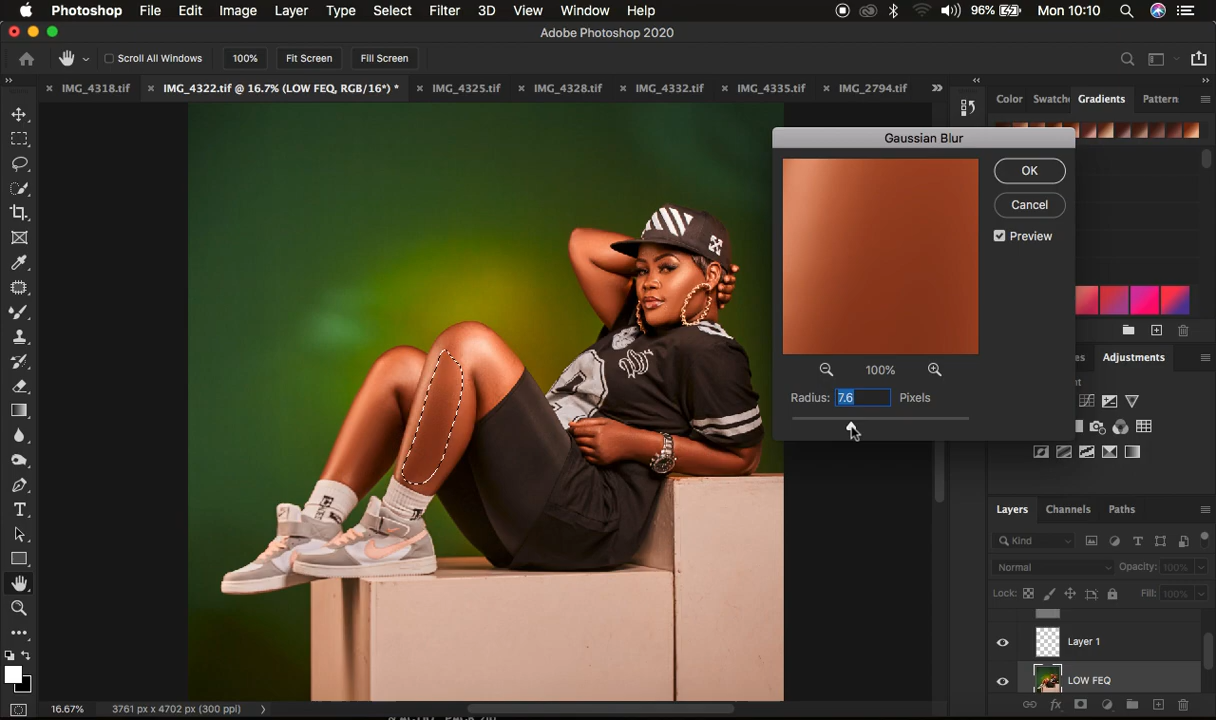 Photoshop File Edit Image Layer Type Select Filter 3D View Window Help 96% Mon 10:10
Adobe Photoshop 2020
Scroll All Windows 100% Fit Screen Fill Screen
IMG_4318.tif IMG_4322.tif @ 16.7% (LOW FEQ, RGB/16*) * IMG_4325.tif IMG_4328.tif IMG_4332.tif IMG_4335.tif IMG_2794.tif
Color Swatche Gradients Pattern
Gaussian Blur
OK
Cancel
Preview
100%
Radius: 7.6 Pixels
Adjustments
Layers Channels Paths
Kind
Normal Opacity: 100%
Lock: Fill: 100%
Layer 1
LOW FEQ
16.67% 3761 px x 4702 px (300 ppi)